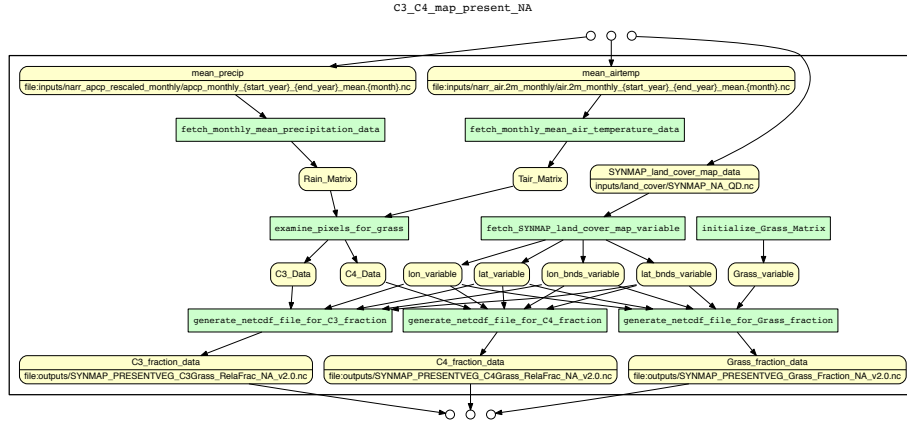 C3_C4_map_present_NA
mean_precip
file:inputs/narr_apcp_rescaled_monthly/apcp_monthly_{start_year}_{end_year}_mean.{month}.nc
mean_airtemp
file:inputs/narr_air.2m_monthly/air.2m_monthly_{start_year}_{end_year}_mean.{month}.nc
fetch_monthly_mean_precipitation_data
fetch_monthly_mean_air_temperature_data
Rain_Matrix
Tair_Matrix
SYNMAP_land_cover_map_data
inputs/land_cover/SYNMAP_NA_QD.nc
examine_pixels_for_grass
fetch_SYNMAP_land_cover_map_variable
initialize_Grass_Matrix
C3_Data
C4_Data
lon_variable
lat_variable
lon_bnds_variable
lat_bnds_variable
Grass_variable
generate_netcdf_file_for_C3_fraction
generate_netcdf_file_for_C4_fraction
generate_netcdf_file_for_Grass_fraction
C3_fraction_data
file:outputs/SYNMAP_PRESENTVEG_C3Grass_RelaFrac_NA_v2.0.nc
C4_fraction_data
file:outputs/SYNMAP_PRESENTVEG_C4Grass_RelaFrac_NA_v2.0.nc
Grass_fraction_data
file:outputs/SYNMAP_PRESENTVEG_Grass_Fraction_NA_v2.0.nc